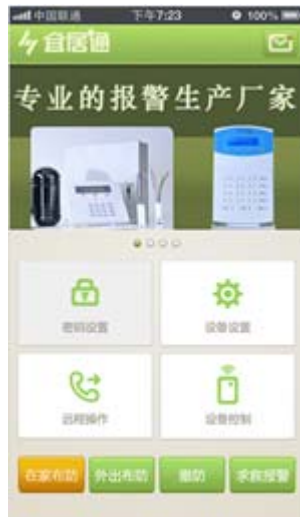 中国联通 下午7:23 100%
宜居通
专业的报警生产厂家
密码设置 设备设置
远程操作 设备控制
在家布防 外出布防 撤防 求救报警